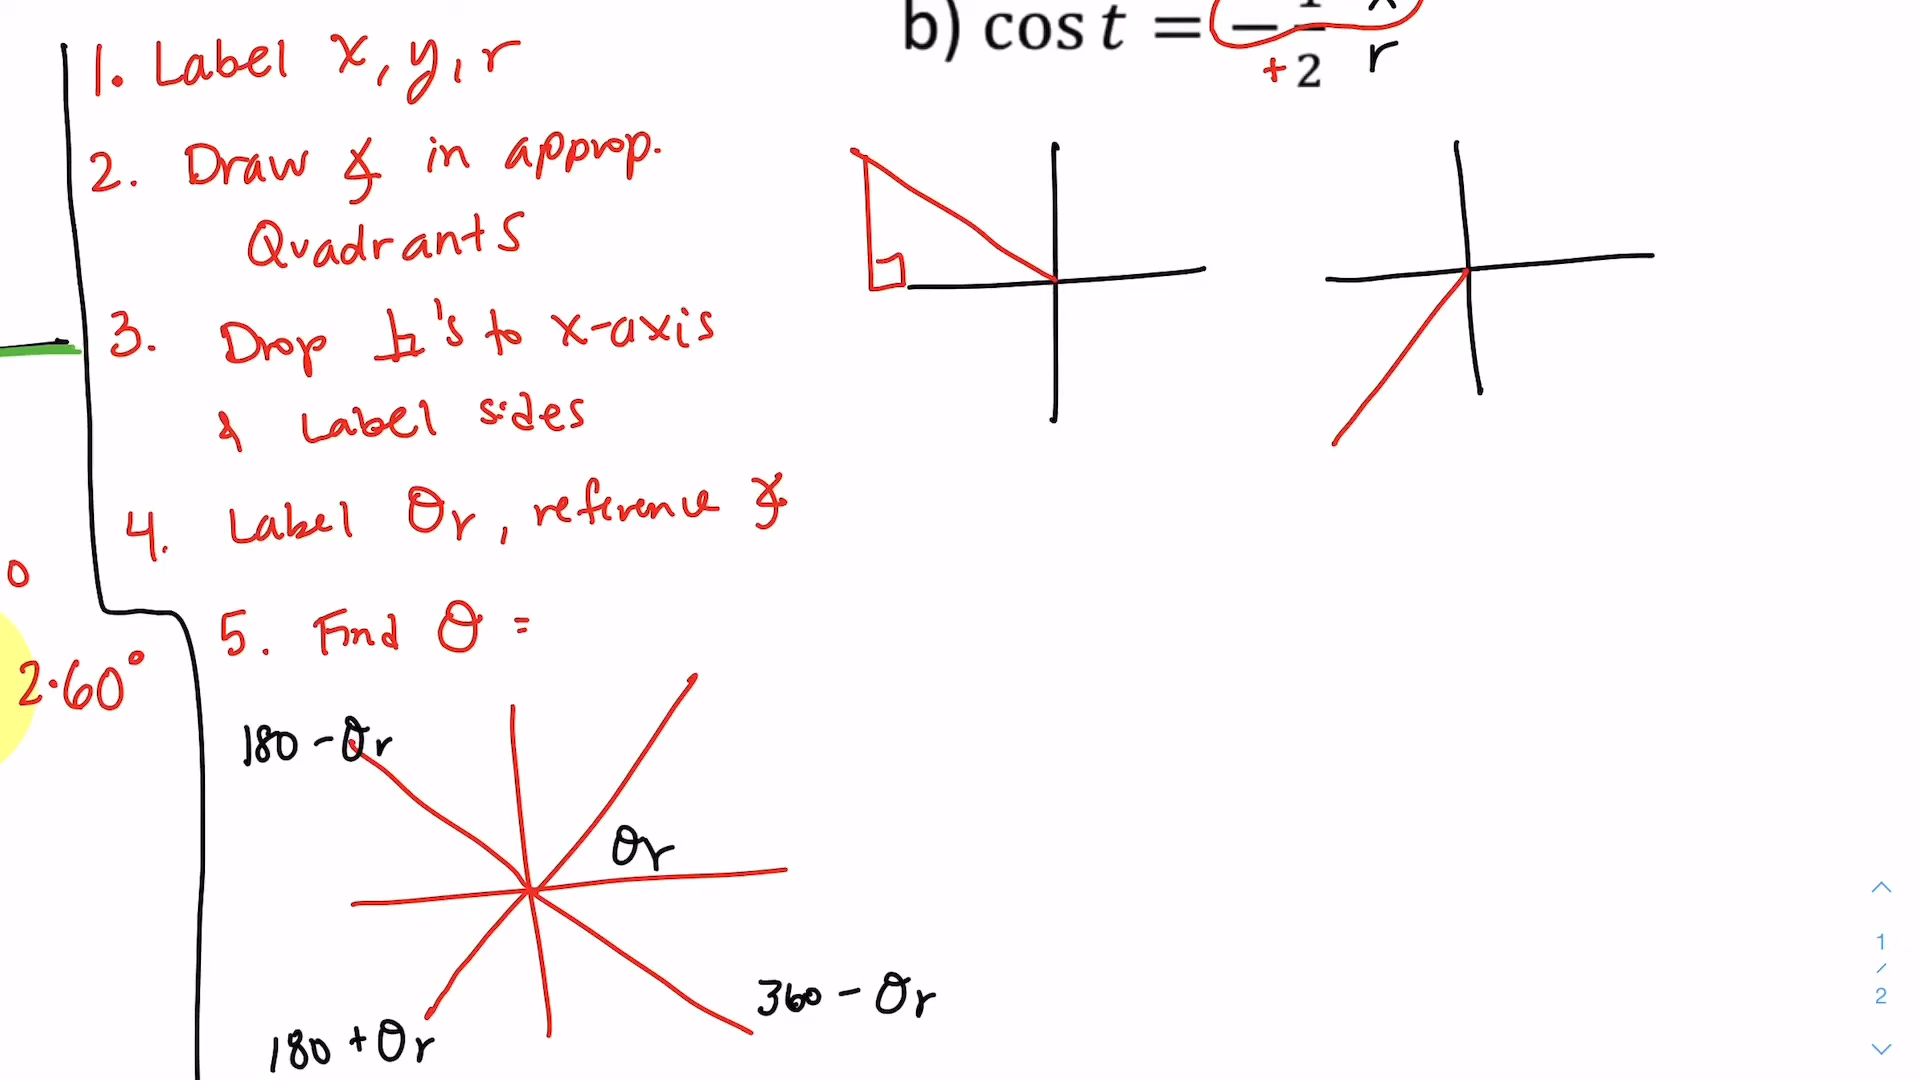 1. Label x, y, r
2. Draw ∡ in approp.
Quadrants
3. Drop ⊥'s to x-axis
& Label sides
4. Label θr, reference ∡
5. Find θ =
0
2·60°
180 - θr
θr
180 + θr
360 - θr
b) cos t = -
+2 r
1
/
2